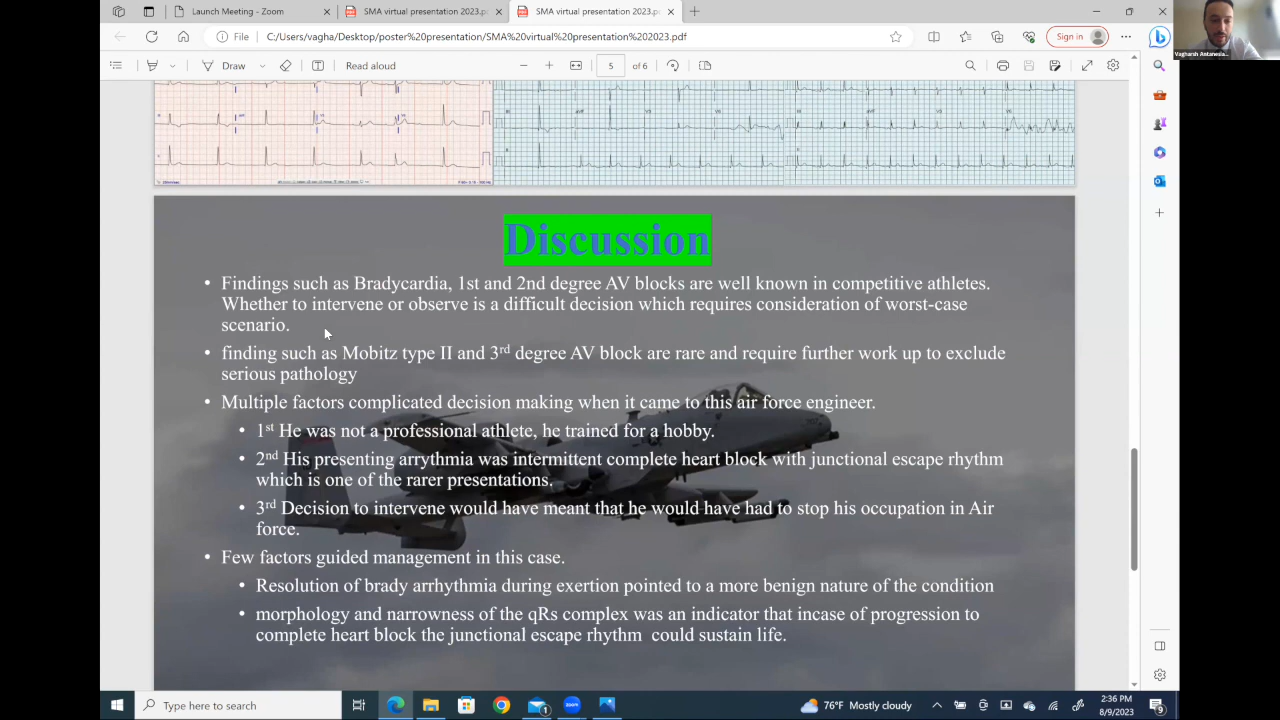 Launch Meeting - Zoom
SMA virtual presentation 2023.p
SMA virtual presentation 2023.p
File
C:/Users/vagha/Desktop/poster%20presentation/SMA%20virtual%20presentation%202023.pdf
Sign in
Draw
Read aloud
5
of 6
Discussion
• Findings such as Bradycardia, 1st and 2nd degree AV blocks are well known in competitive athletes.
Whether to intervene or observe is a difficult decision which requires consideration of worst-case
scenario.
• finding such as Mobitz type II and 3rd degree AV block are rare and require further work up to exclude
serious pathology
• Multiple factors complicated decision making when it came to this air force engineer.
• 1st He was not a professional athlete, he trained for a hobby.
• 2nd His presenting arrythmia was intermittent complete heart block with junctional escape rhythm
which is one of the rarer presentations.
• 3rd Decision to intervene would have meant that he would have had to stop his occupation in Air
force.
• Few factors guided management in this case.
• Resolution of brady arrhythmia during exertion pointed to a more benign nature of the condition
• morphology and narrowness of the qRs complex was an indicator that incase of progression to
complete heart block the junctional escape rhythm could sustain life.
Type here to search
76°F Mostly cloudy
2:36 PM
8/9/2023